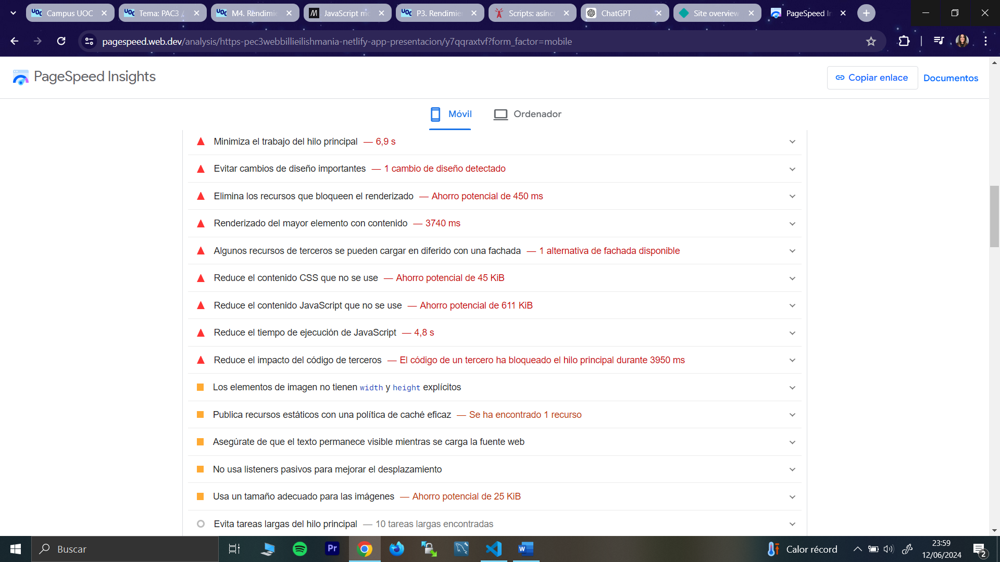 Campus UOC
Tema: PAC3 /
M4. Rendimie
JavaScript mo
P3. Rendimie
Scripts: asínc
ChatGPT
Site overview
PageSpeed In
pagespeed.web.dev/analysis/https-pec3webbillieilishmania-netlify-app-presentacion/y7qqraxtvf?form_factor=mobile
PageSpeed Insights
Copiar enlace
Documentos
Móvil
Ordenador
Minimiza el trabajo del hilo principal — 6,9 s
Evitar cambios de diseño importantes — 1 cambio de diseño detectado
Elimina los recursos que bloqueen el renderizado — Ahorro potencial de 450 ms
Renderizado del mayor elemento con contenido — 3740 ms
Algunos recursos de terceros se pueden cargar en diferido con una fachada — 1 alternativa de fachada disponible
Reduce el contenido CSS que no se use — Ahorro potencial de 45 KiB
Reduce el contenido JavaScript que no se use — Ahorro potencial de 611 KiB
Reduce el tiempo de ejecución de JavaScript — 4,8 s
Reduce el impacto del código de terceros — El código de un tercero ha bloqueado el hilo principal durante 3950 ms
Los elementos de imagen no tienen width y height explícitos
Publica recursos estáticos con una política de caché eficaz — Se ha encontrado 1 recurso
Asegúrate de que el texto permanece visible mientras se carga la fuente web
No usa listeners pasivos para mejorar el desplazamiento
Usa un tamaño adecuado para las imágenes — Ahorro potencial de 25 KiB
Evita tareas largas del hilo principal — 10 tareas largas encontradas
Buscar
Calor récord
23:59
12/06/2024
2